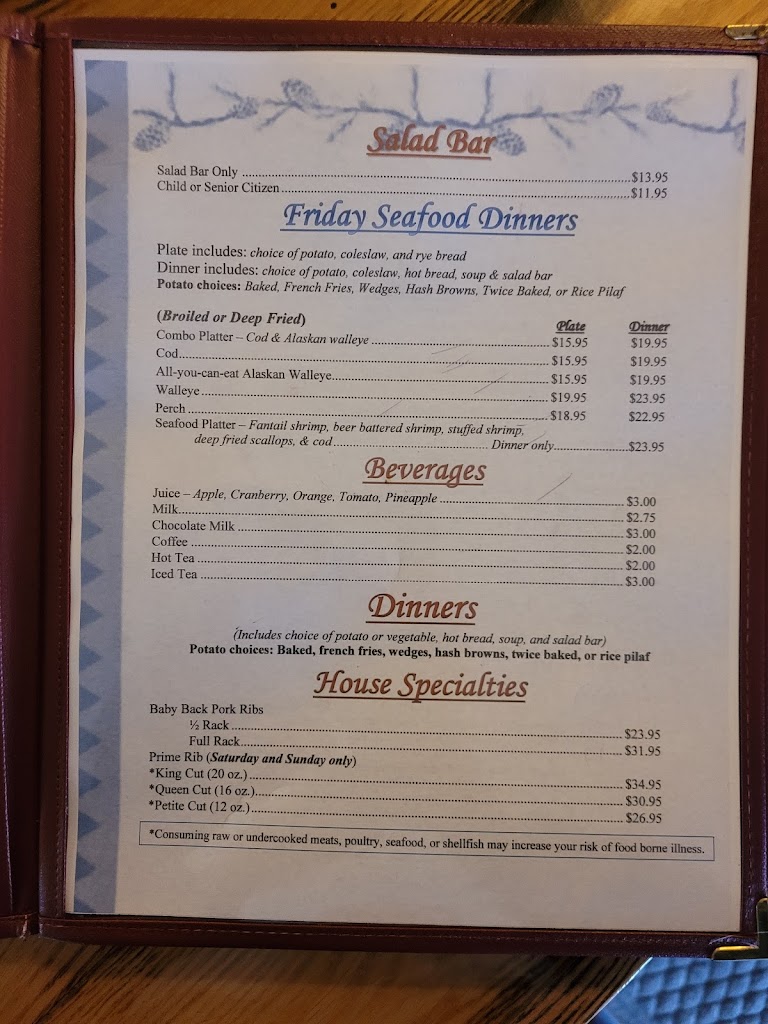 Salad Bar
Salad Bar Only ........ $13.95
Child or Senior Citizen ........ $11.95
Friday Seafood Dinners
Plate includes: choice of potato, coleslaw, and rye bread
Dinner includes: choice of potato, coleslaw, hot bread, soup & salad bar
Potato choices: Baked, French Fries, Wedges, Hash Browns, Twice Baked, or Rice Pilaf
(Broiled or Deep Fried) Plate Dinner
Combo Platter – Cod & Alaskan walleye ........ $15.95 $19.95
Cod ........ $15.95 $19.95
All-you-can-eat Alaskan Walleye ........ $15.95 $19.95
Walleye ........ $19.95 $23.95
Perch ........ $18.95 $22.95
Seafood Platter – Fantail shrimp, beer battered shrimp, stuffed shrimp,
deep fried scallops, & cod ........ Dinner only ........ $23.95
Beverages
Juice – Apple, Cranberry, Orange, Tomato, Pineapple ........ $3.00
Milk ........ $2.75
Chocolate Milk ........ $3.00
Coffee ........ $2.00
Hot Tea ........ $2.00
Iced Tea ........ $3.00
Dinners
(Includes choice of potato or vegetable, hot bread, soup, and salad bar)
Potato choices: Baked, french fries, wedges, hash browns, twice baked, or rice pilaf
House Specialties
Baby Back Pork Ribs
½ Rack ........ $23.95
Full Rack ........ $31.95
Prime Rib (Saturday and Sunday only)
*King Cut (20 oz.) ........ $34.95
*Queen Cut (16 oz.) ........ $30.95
*Petite Cut (12 oz.) ........ $26.95
*Consuming raw or undercooked meats, poultry, seafood, or shellfish may increase your risk of food borne illness.